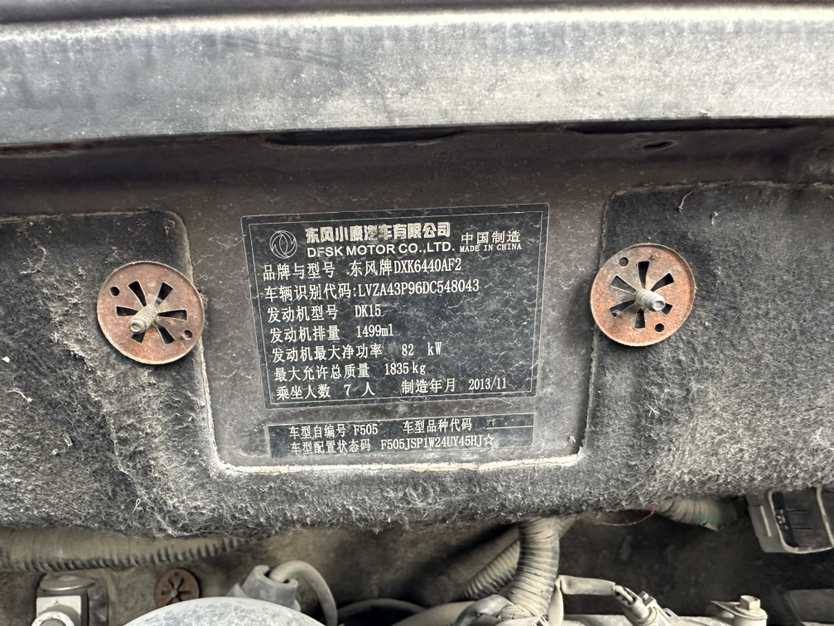 东风小康汽车有限公司
DFSK MOTOR CO.,LTD.
中国制造
MADE IN CHINA
品牌与型号 东风牌DXK6440AF2
车辆识别代码:LVZA43P96DC548043
发动机型号 DK15
发动机排量 1499ml
发动机最大净功率 82 kW
最大允许总质量 1835kg
乘坐人数 7 人 制造年月 2013/11
车型自编号 F505 车型品种代码 —
车型配置状态码 F505JSP1W24UY45HJ☆